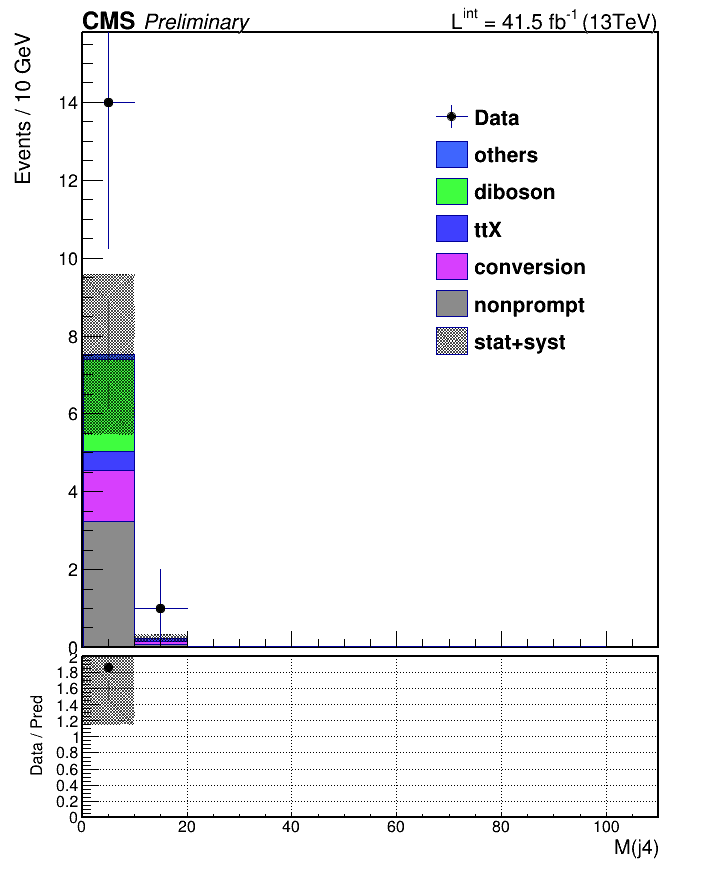 CMS Preliminary
L^int = 41.5 fb^-1 (13TeV)
Events / 10 GeV
14
12
10
8
6
4
2
0
Data
others
diboson
ttX
conversion
nonprompt
stat+syst
Data / Pred
2
1.8
1.6
1.4
1.2
1
0.8
0.6
0.4
0.2
0
0 20 40 60 80 100
M(j4)